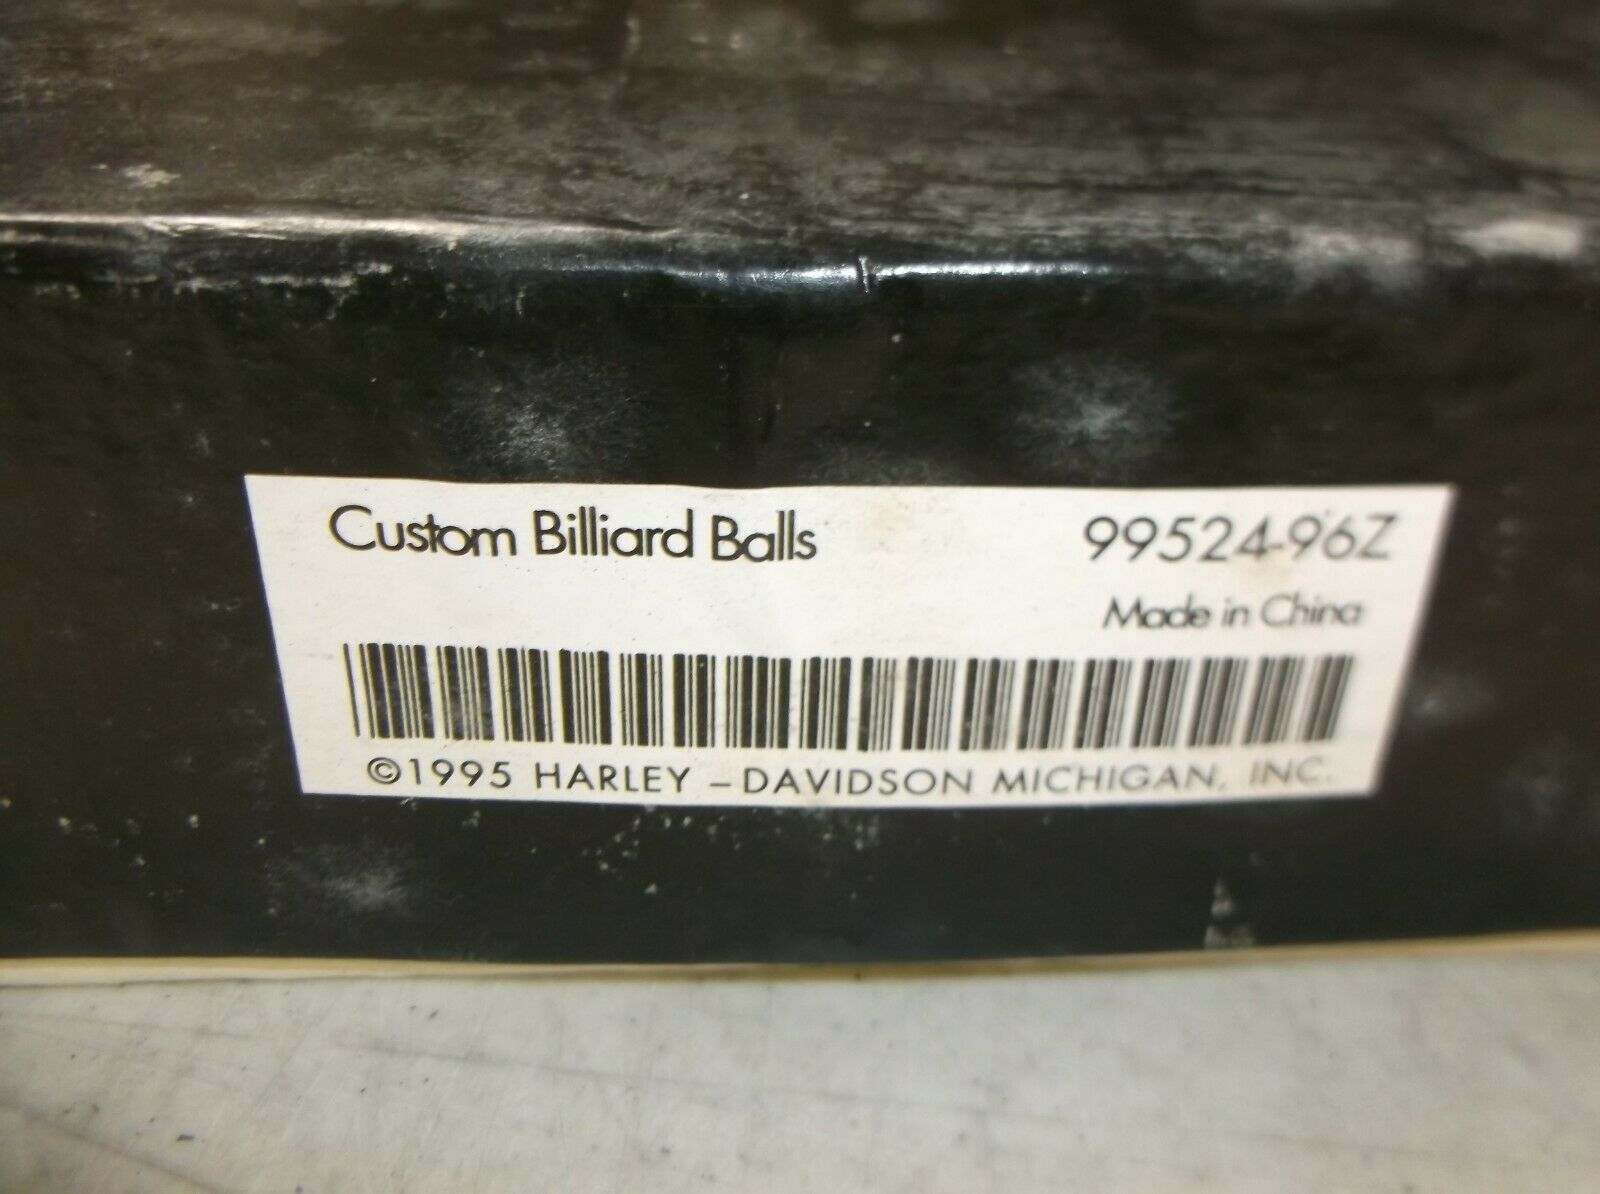 Custom Billiard Balls 99524-96Z
Made in China
©1995 HARLEY – DAVIDSON MICHIGAN, INC.